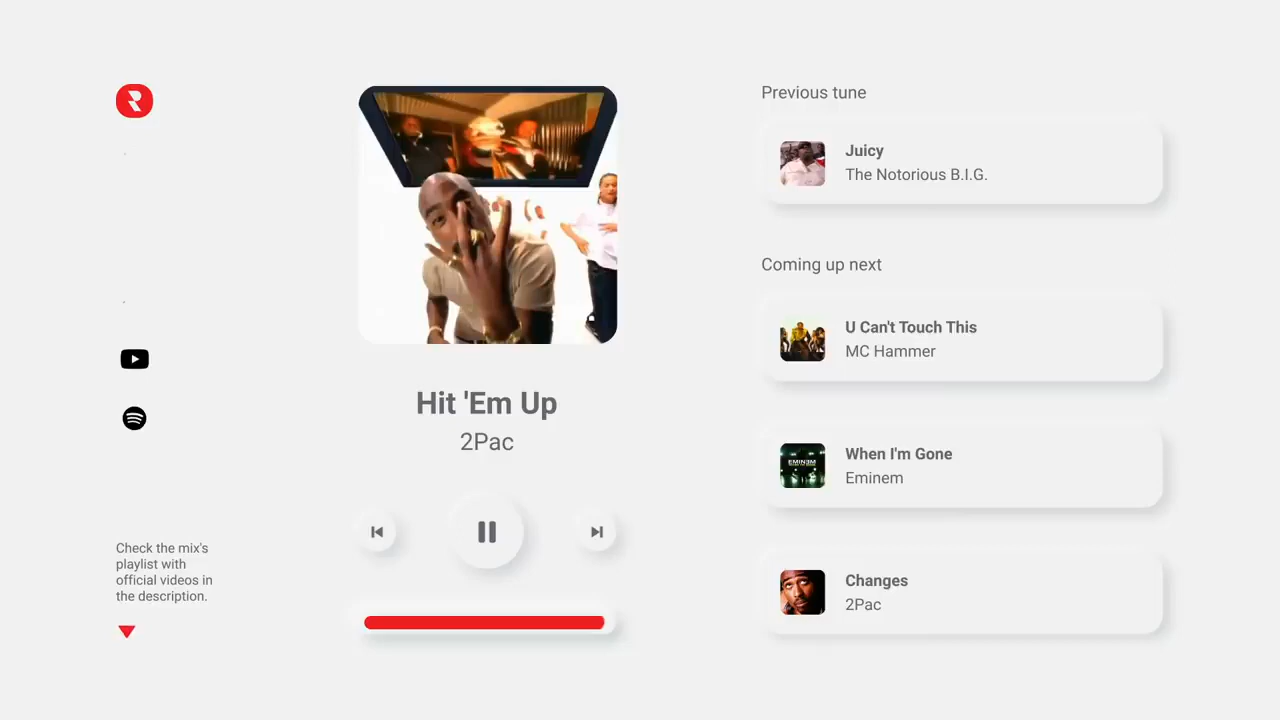 Previous tune
Juicy
The Notorious B.I.G.
Coming up next
U Can't Touch This
MC Hammer
When I'm Gone
EMINEM
Eminem
Changes
2Pac
Hit 'Em Up
2Pac
Check the mix's
playlist with
official videos in
the description.